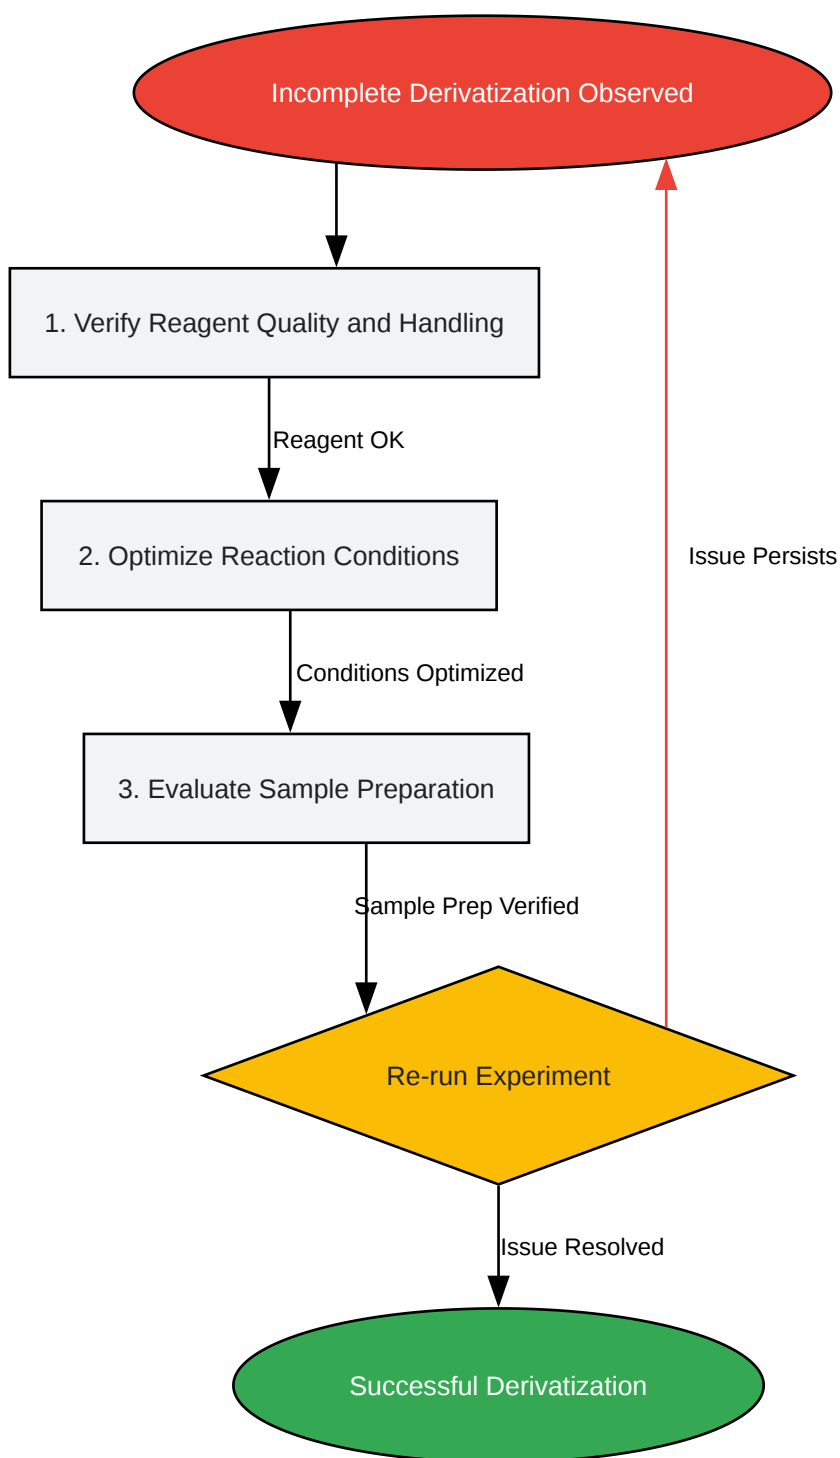 Incomplete Derivatization Observed
1. Verify Reagent Quality and Handling
Reagent OK
2. Optimize Reaction Conditions
Issue Persists
Conditions Optimized
3. Evaluate Sample Preparation
Sample Prep Verified
Re-run Experiment
Issue Resolved
Successful Derivatization